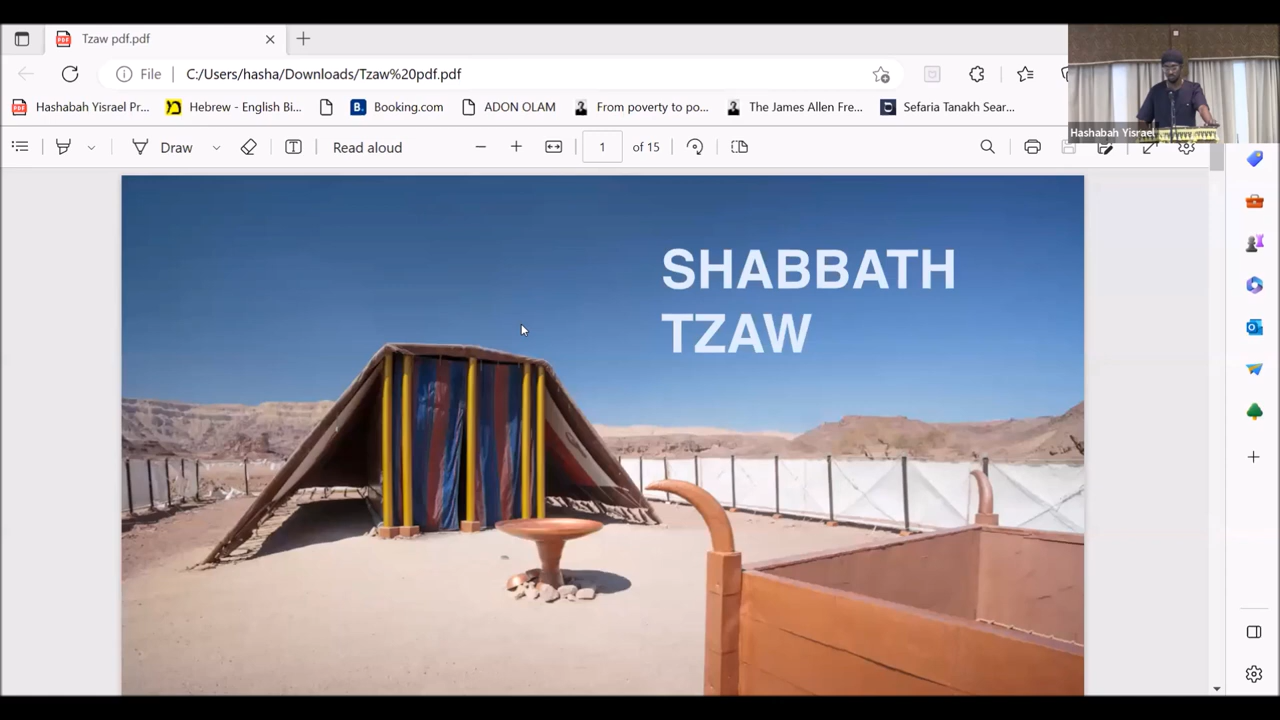 Tzaw pdf.pdf
File C:/Users/hasha/Downloads/Tzaw%20pdf.pdf
Hashabah Yisrael Pr... Hebrew - English Bi... Booking.com ADON OLAM From poverty to po... The James Allen Fre... Sefaria Tanakh Sear...
Hashabah Yisrael
Draw Read aloud 1 of 15
SHABBATH
TZAW